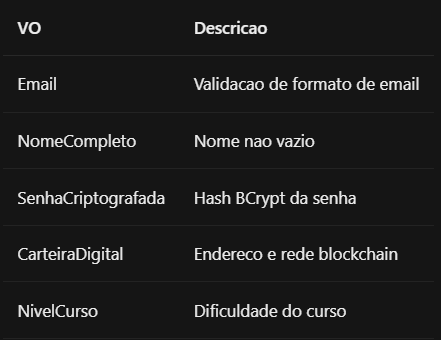 VO Descricao
Email Validacao de formato de email
NomeCompleto Nome nao vazio
SenhaCriptografada Hash BCrypt da senha
CarteiraDigital Endereco e rede blockchain
NivelCurso Dificuldade do curso